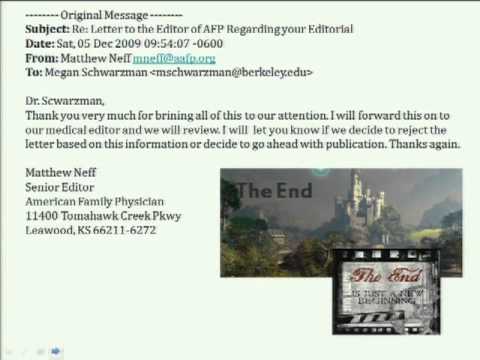 -------- Original Message --------
Subject: Re: Letter to the Editor of AFP Regarding your Editorial
Date: Sat, 05 Dec 2009 09:54:07 -0600
From: Matthew Neff mneff@aafp.org
To: Megan Schwarzman <mschwarzman@berkeley.edu>
Dr. Scwarzman,
Thank you very much for brining all of this to our attention. I will forward this on to
our medical editor and we will review. I will let you know if we decide to reject the
letter based on this information or decide to go ahead with publication. Thanks again.
Matthew Neff
Senior Editor
American Family Physician
11400 Tomahawk Creek Pkwy
Leawood, KS 66211-6272
The End
The End
IS JUST A NEW
BEGINNING